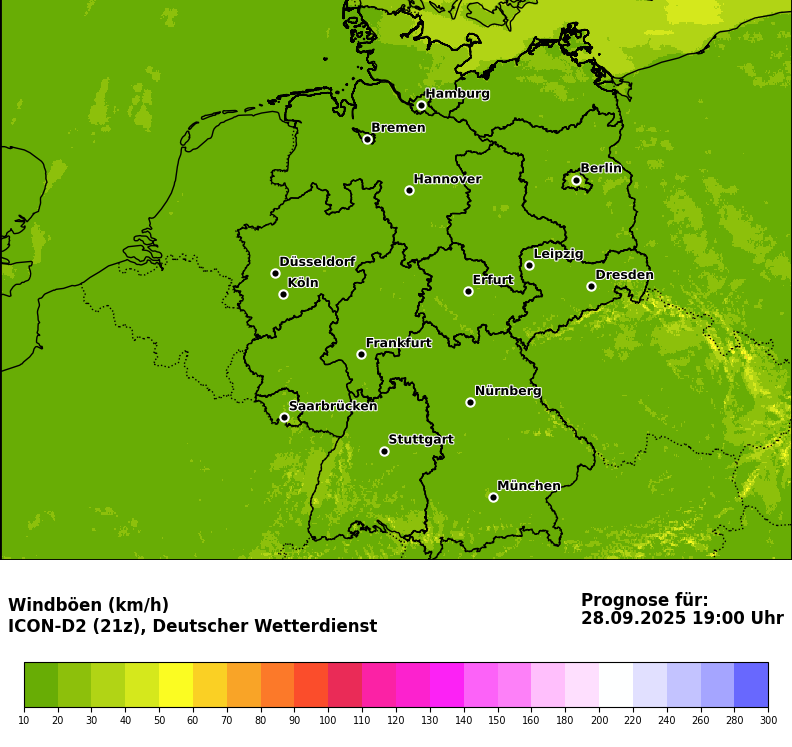 Hamburg
Bremen
Berlin
Hannover
Leipzig
Düsseldorf
Dresden
Köln
Erfurt
Frankfurt
Nürnberg
Saarbrücken
Stuttgart
München
Windböen (km/h)
ICON-D2 (21z), Deutscher Wetterdienst
Prognose für:
28.09.2025 19:00 Uhr
10 20 30 40 50 60 70 80 90 100 110 120 130 140 150 160 180 200 220 240 260 280 300